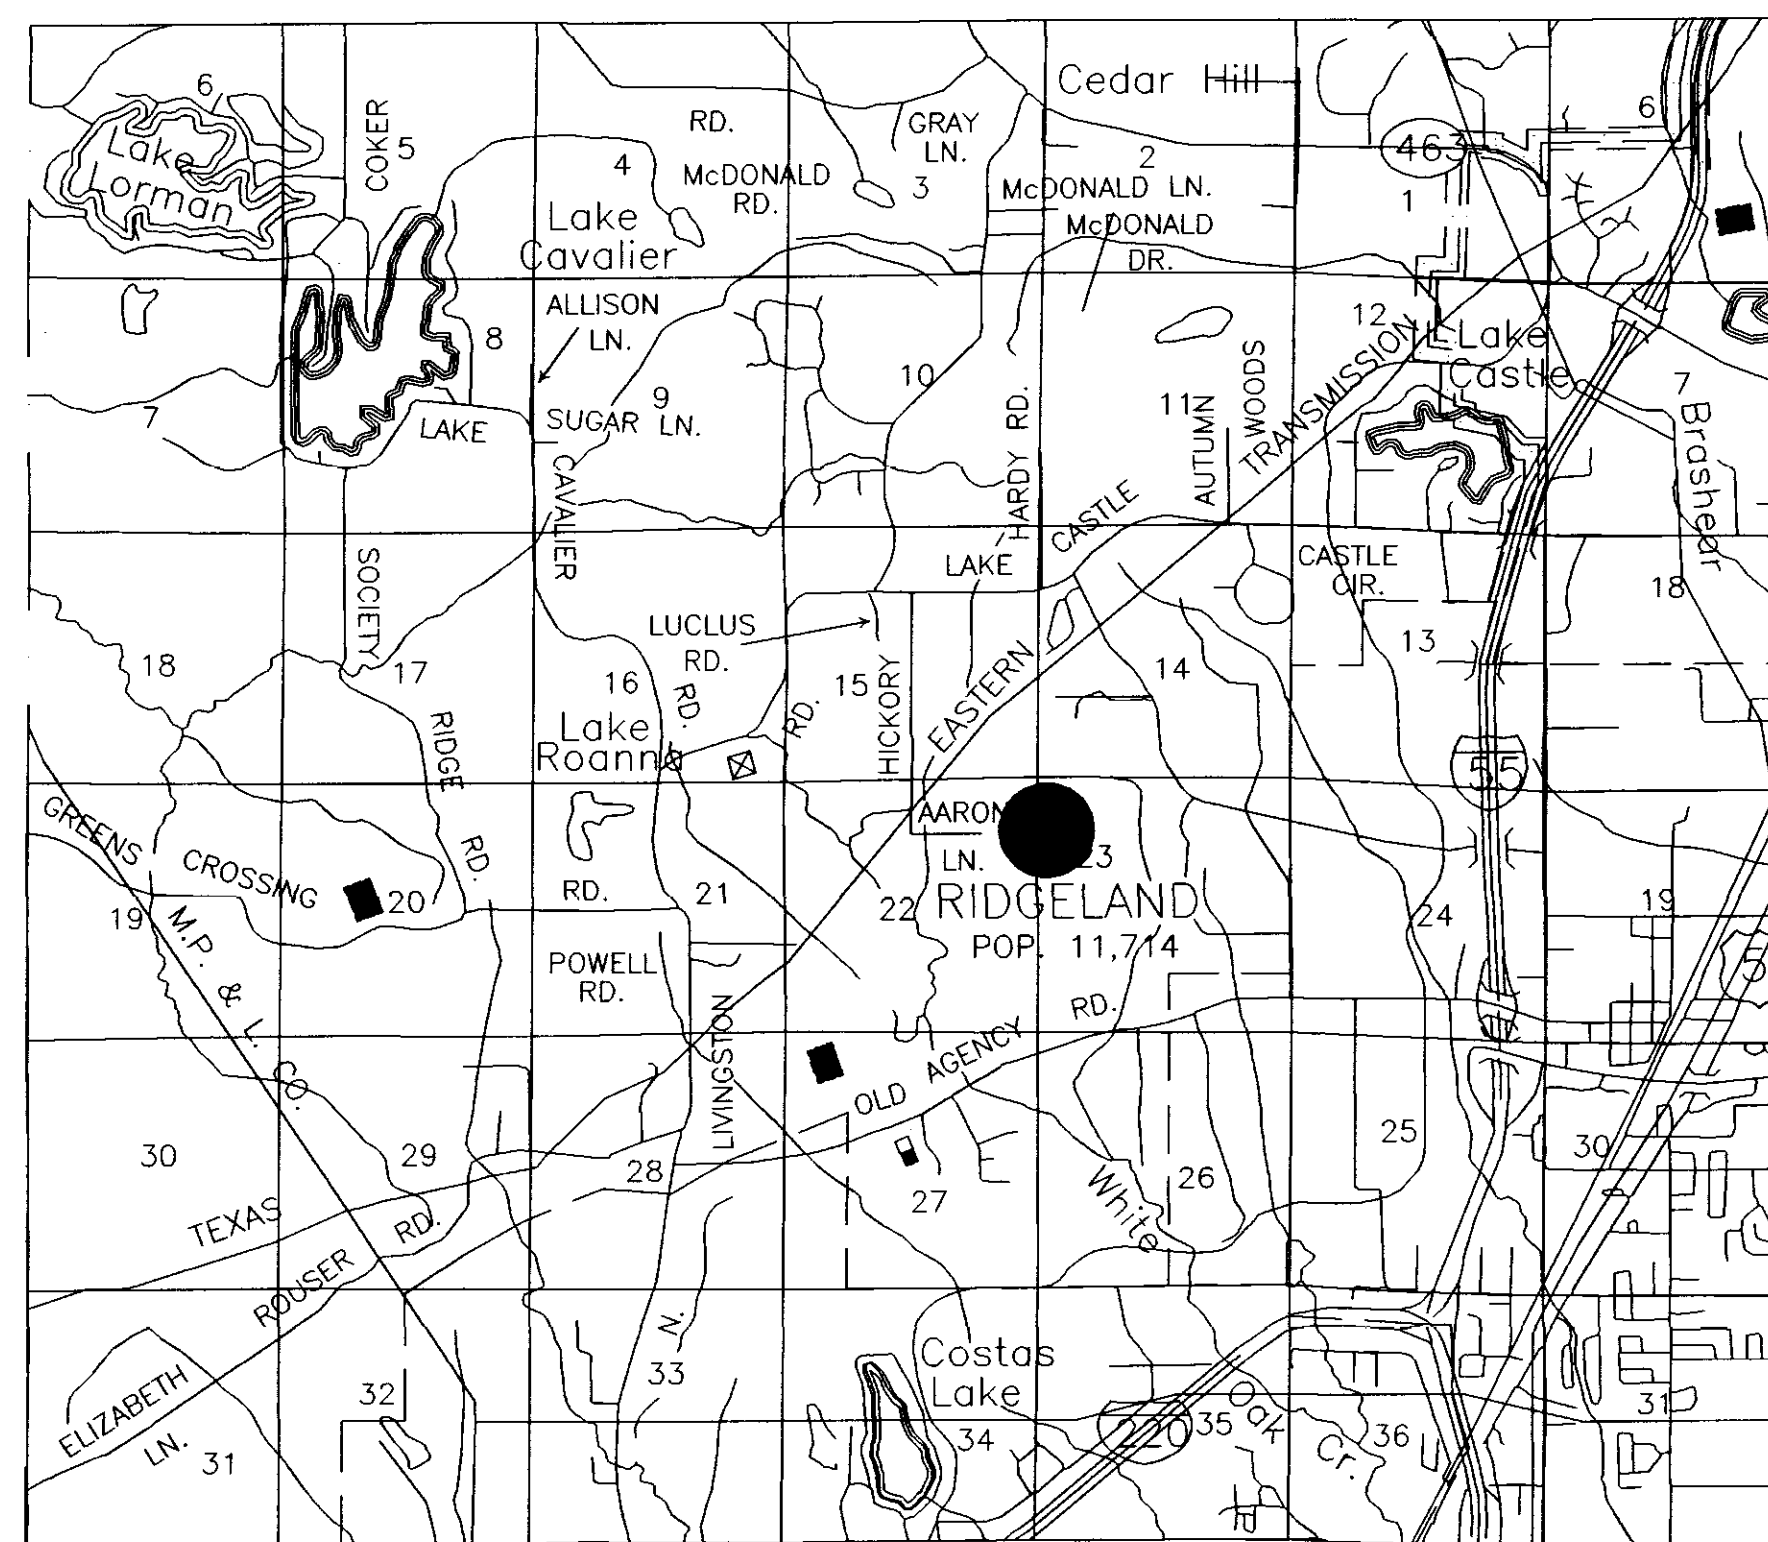 Cedar Hill
6
6
463
COKER
5
RD.
GRAY
LN.
Lake
Lorman
4
McDONALD
RD.
3
2
McDONALD LN.
1
Lake
Cavalier
McDONALD
DR.
ALLISON
LN.
8
12
Lake
Castle
7
9
10
11
7
SUGAR LN.
LAKE
HARDY RD.
AUTUMN
WOODS
TRANSMISSION
Brashear
CAVALIER
SOCIETY
LAKE
CASTLE
CASTLE
CIR.
18
LUCLUS
RD.
13
18
17
16
15
14
RD.
RD.
HICKORY
EASTERN
Lake
Roanna
RIDGE
RD.
55
GREENS
CROSSING
AARON
LN.
23
20
RD.
21
22
RIDGELAND
POP. 11,714
24
19
19
M.P. & L. CO.
POWELL
RD.
5
LIVINGSTON
OLD AGENCY RD.
30
29
28
27
26
25
30
White
TEXAS
ROUSER
RD.
N.
33
Costas
Lake
ELIZABETH
LN.
32
31
34
220
35
Oak
Cr.
36
31